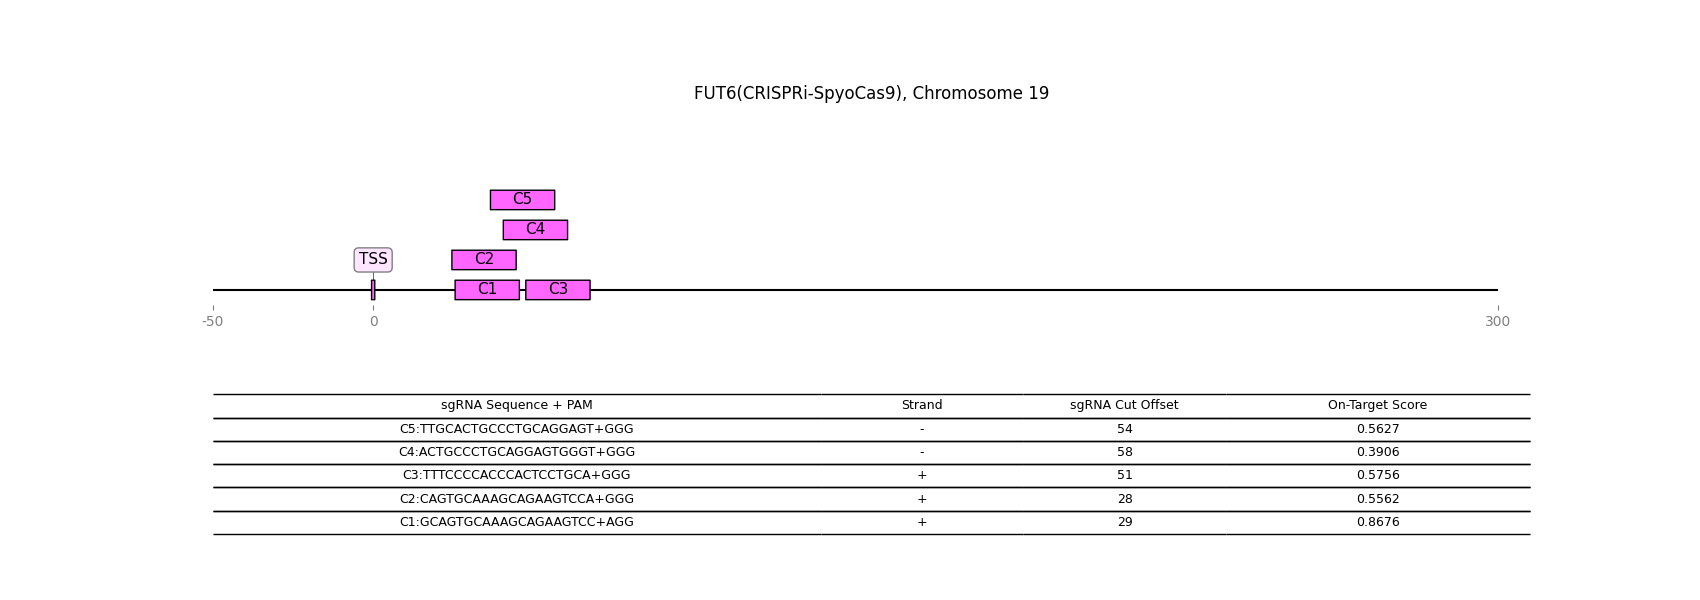 FUT6(CRISPRi-SpyoCas9), Chromosome 19
C5
C4
TSS C2
C1 C3
-50 0 300
sgRNA Sequence + PAM Strand sgRNA Cut Offset On-Target Score
C5:TTGCACTGCCCTGCAGGAGT+GGG - 54 0.5627
C4:ACTGCCCTGCAGGAGTGGGT+GGG - 58 0.3906
C3:TTTCCCCACCCACTCCTGCA+GGG + 51 0.5756
C2:CAGTGCAAAGCAGAAGTCCA+GGG + 28 0.5562
C1:GCAGTGCAAAGCAGAAGTCC+AGG + 29 0.8676